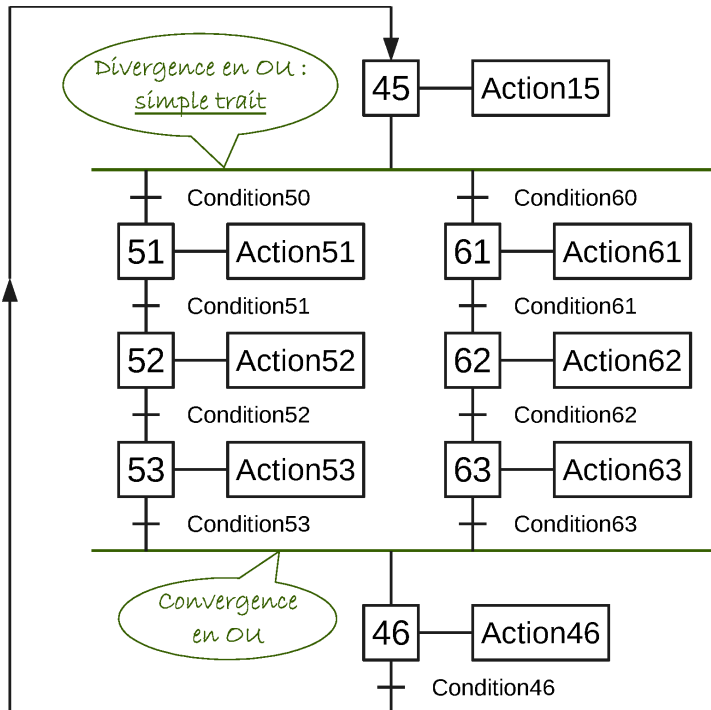 Divergence en OU :
simple trait
45 Action15
Condition50 Condition60
51 Action51 61 Action61
Condition51 Condition61
52 Action52 62 Action62
Condition52 Condition62
53 Action53 63 Action63
Condition53 Condition63
Convergence
en OU
46 Action46
Condition46